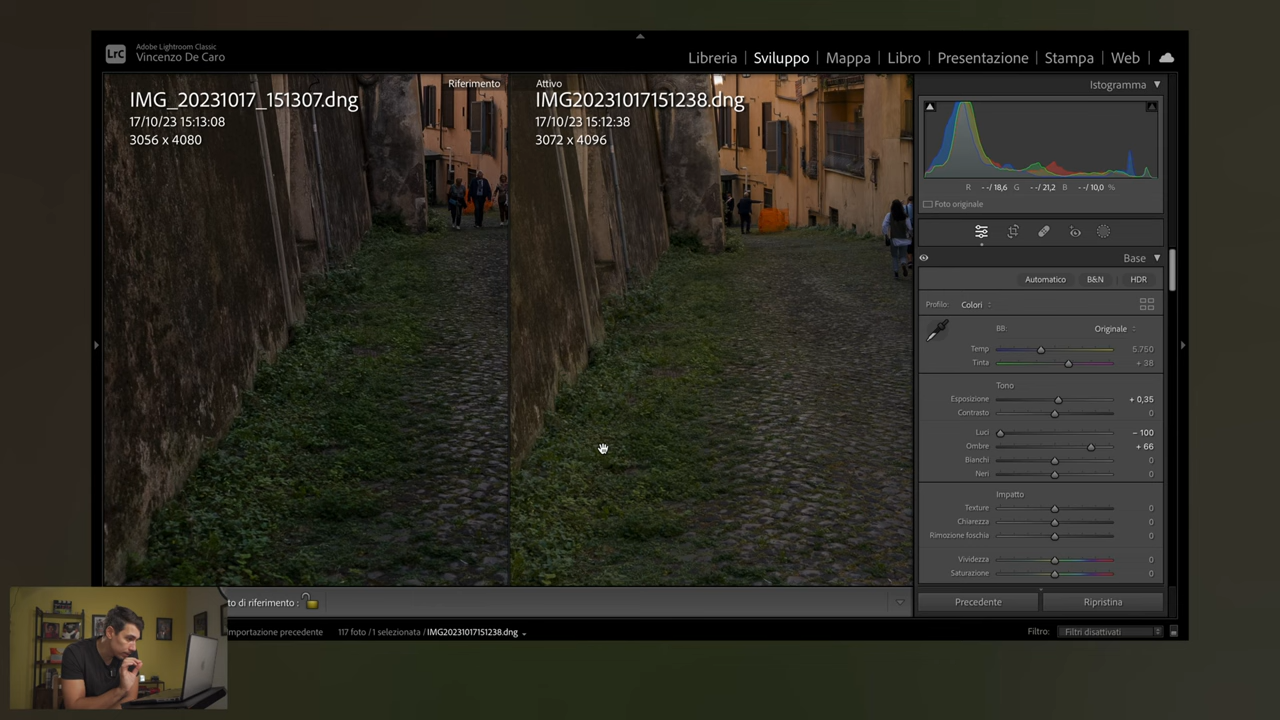 LrC
Adobe Lightroom Classic
Vincenzo De Caro
Libreria | Sviluppo | Mappa | Libro | Presentazione | Stampa | Web
Riferimento
IMG_20231017_151307.dng
17/10/23 15:13:08
3056 x 4080
Attivo
IMG20231017151238.dng
17/10/23 15:12:38
3072 x 4096
Istogramma
R --/ 18,6 G --/ 21,2 B --/ 10,0 %
Foto originale
Base
Automatico B&N HDR
Profilo: Colori
BB: Originale
Temp 5.750
Tinta + 38
Tono
Esposizione + 0,35
Contrasto 0
Luci – 100
Ombre + 66
Bianchi 0
Neri 0
Impatto
Texture 0
Chiarezza 0
Rimozione foschia 0
Vividezza 0
Saturazione 0
to di riferimento :
Precedente Ripristina
mportazione precedente 117 foto / 1 selezionata / IMG20231017151238.dng
Filtro: Filtri disattivati